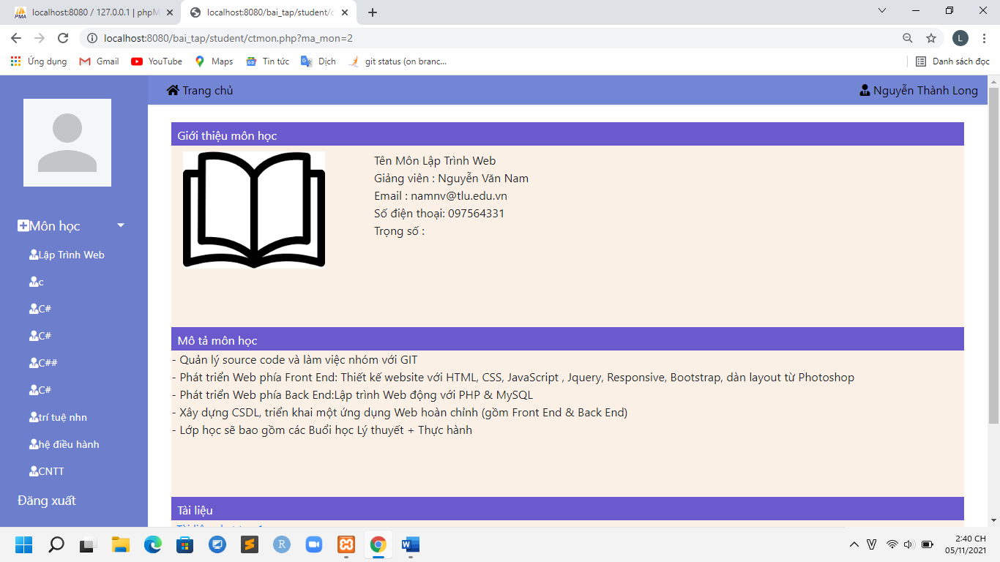 localhost:8080 / 127.0.0.1 | phpM
localhost:8080/bai_tap/student/c
localhost:8080/bai_tap/student/ctmon.php?ma_mon=2
L
Ứng dụng
Gmail
YouTube
Maps
Tin tức
Dịch
git status (on branc...
Danh sách đọc
Trang chủ
Nguyễn Thành Long
Môn học
Lập Trình Web
c
C#
C#
C##
C#
trí tuệ nhn
hệ điều hành
CNTT
Đăng xuất
Giới thiệu môn học
Tên Môn Lập Trình Web
Giảng viên : Nguyễn Văn Nam
Email : namnv@tlu.edu.vn
Số điện thoại: 097564331
Trọng số :
Mô tả môn học
- Quản lý source code và làm việc nhóm với GIT
- Phát triển Web phía Front End: Thiết kế website với HTML, CSS, JavaScript , Jquery, Responsive, Bootstrap, dàn layout từ Photoshop
- Phát triển Web phía Back End:Lập trình Web động với PHP & MySQL
- Xây dựng CSDL, triển khai một ứng dụng Web hoàn chỉnh (gồm Front End & Back End)
- Lớp học sẽ bao gồm các Buổi học Lý thuyết + Thực hành
Tài liệu
2:40 CH
05/11/2021